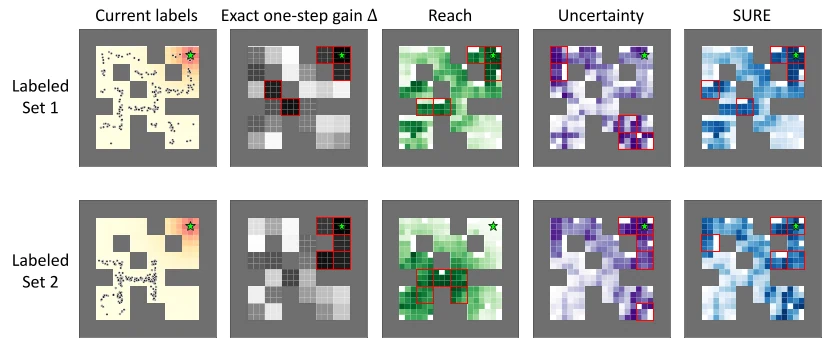 Current labels
Exact one-step gain Δ
Reach
Uncertainty
SURE
Labeled
Set 1
Labeled
Set 2